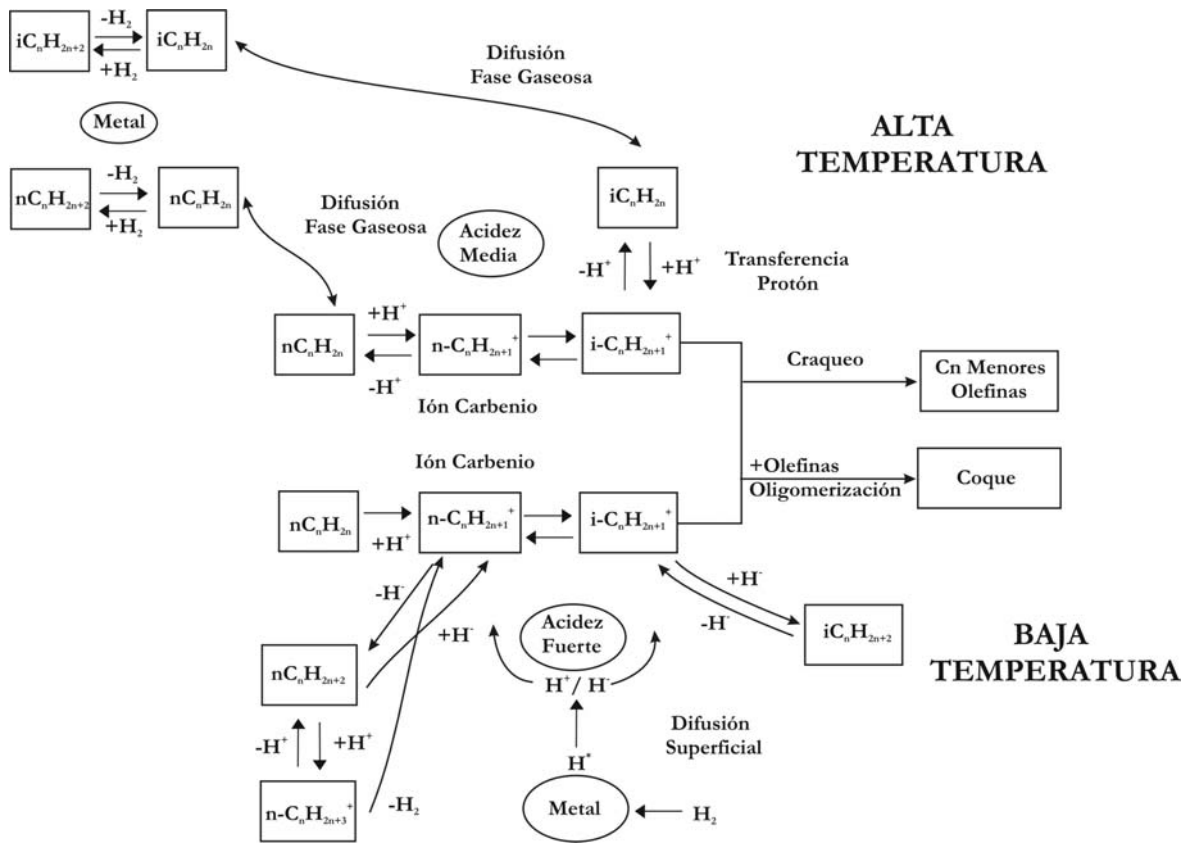 -H₂
iCₙH₂ₙ₊₂
iCₙH₂ₙ
+H₂
Difusión
Fase Gaseosa
Metal
ALTA
TEMPERATURA
-H₂
nCₙH₂ₙ₊₂
nCₙH₂ₙ
+H₂
Difusión
Fase Gaseosa
iCₙH₂ₙ
Acidez
Media
-H⁺
+H⁺
Transferencia
Protón
+H⁺
nCₙH₂ₙ
n-CₙH₂ₙ₊₁⁺
i-CₙH₂ₙ₊₁⁺
-H⁺
Craqueo
Cn Menores
Olefinas
Ión Carbenio
Ión Carbenio
+Olefinas
Oligomerización
Coque
nCₙH₂ₙ
+H⁺
n-CₙH₂ₙ₊₁⁺
i-CₙH₂ₙ₊₁⁺
-H⁻
+H⁻
+H⁻
-H⁻
iCₙH₂ₙ₊₂
Acidez
Fuerte
BAJA
TEMPERATURA
nCₙH₂ₙ₊₂
H⁺/ H⁻
-H⁺
+H⁺
Difusión
Superficial
H*
n-CₙH₂ₙ₊₃⁺
-H₂
Metal
H₂